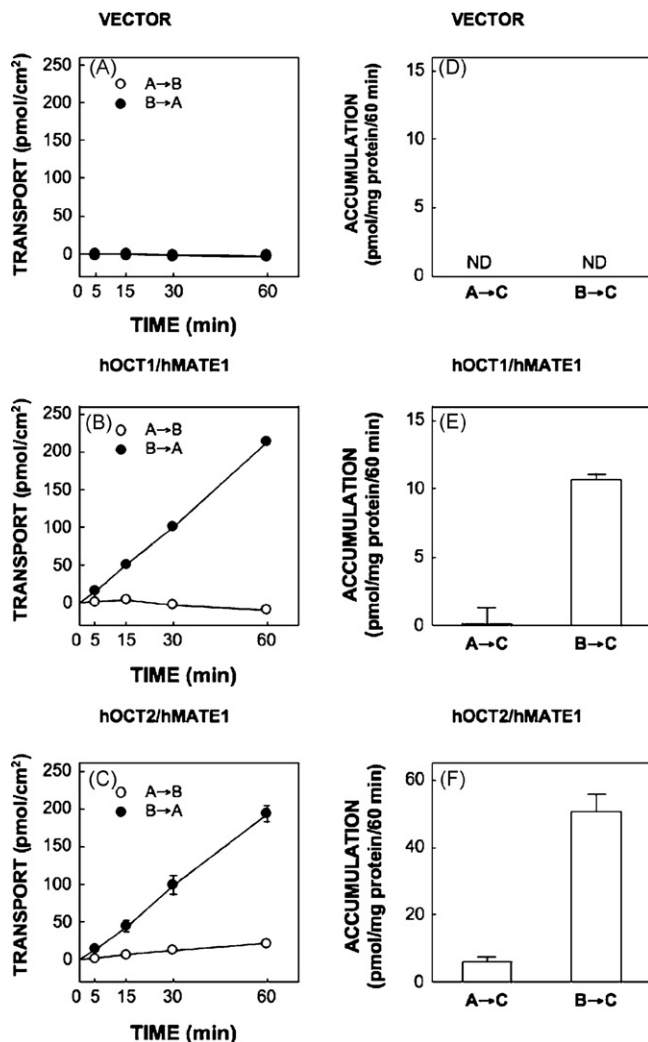 VECTOR
(A)
A→B
B→A
TRANSPORT (pmol/cm²)
250
200
150
100
50
0
0 5 15 30 60
TIME (min)
VECTOR
(D)
ACCUMULATION
(pmol/mg protein/60 min)
15
10
5
0
ND ND
A→C B→C
hOCT1/hMATE1
(B)
A→B
B→A
TRANSPORT (pmol/cm²)
250
200
150
100
50
0
0 5 15 30 60
TIME (min)
hOCT1/hMATE1
(E)
ACCUMULATION
(pmol/mg protein/60 min)
15
10
5
0
A→C B→C
hOCT2/hMATE1
(C)
A→B
B→A
TRANSPORT (pmol/cm²)
250
200
150
100
50
0
0 5 15 30 60
TIME (min)
hOCT2/hMATE1
(F)
ACCUMULATION
(pmol/mg protein/60 min)
60
40
20
0
A→C B→C